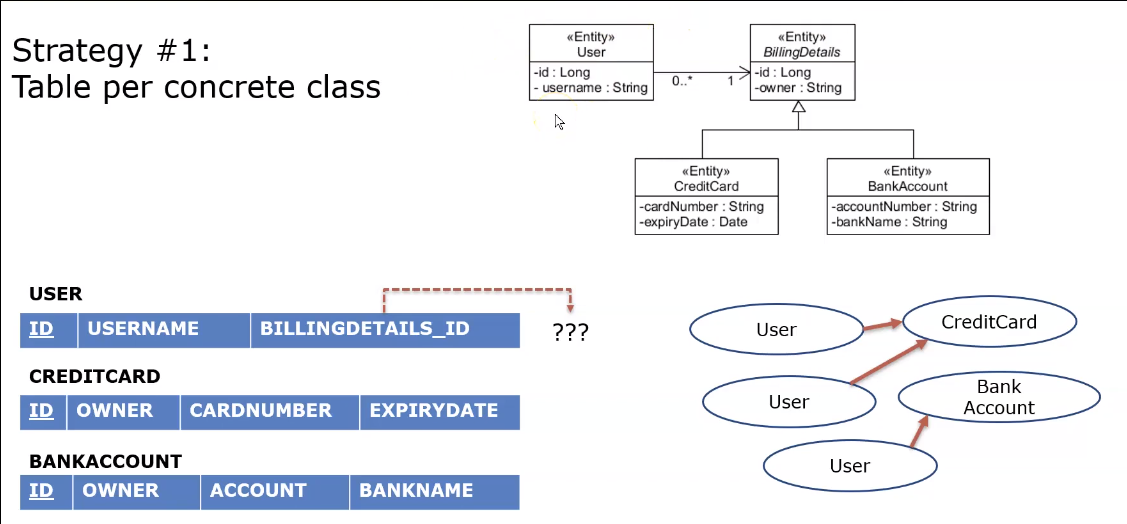 Strategy #1:
Table per concrete class
«Entity»
User
-id : Long
- username : String
0..*
1
«Entity»
BillingDetails
-id : Long
-owner : String
«Entity»
CreditCard
-cardNumber : String
-expiryDate : Date
«Entity»
BankAccount
-accountNumber : String
-bankName : String
USER
ID USERNAME BILLINGDETAILS_ID
???
CREDITCARD
ID OWNER CARDNUMBER EXPIRYDATE
BANKACCOUNT
ID OWNER ACCOUNT BANKNAME
User
CreditCard
User
Bank
Account
User